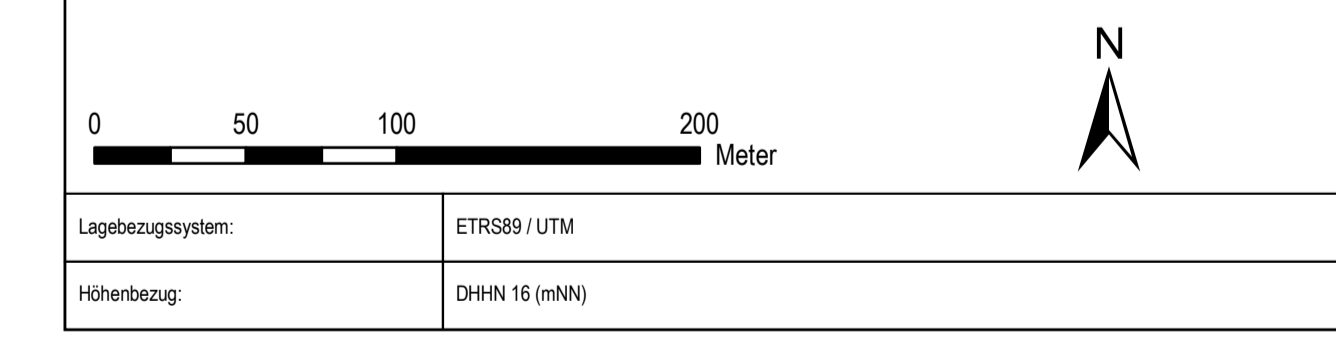 N
0 50 100 200
Meter
Lagebezugssystem: ETRS89 / UTM
Höhenbezug: DHHN 16 (mNN)